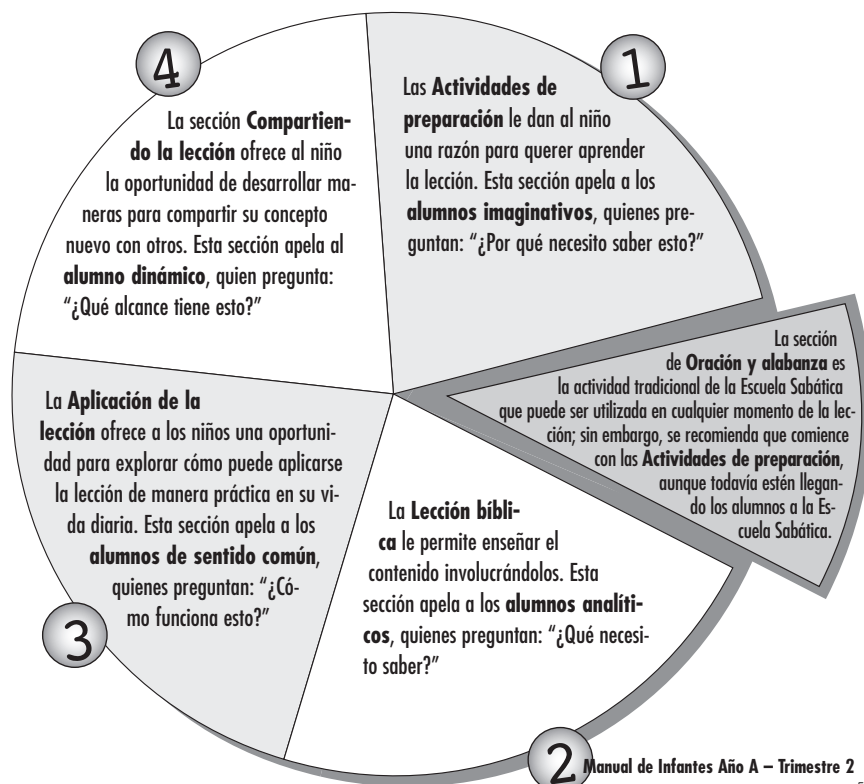 1
Las Actividades de
preparación le dan al niño
una razón para querer aprender
la lección. Esta sección apela a los
alumnos imaginativos, quienes pre-
guntan: “¿Por qué necesito saber esto?”
La sección
de Oración y alabanza es
la actividad tradicional de la Escuela Sabática
que puede ser utilizada en cualquier momento de la lec-
ción; sin embargo, se recomienda que comience
con las Actividades de preparación,
aunque todavía estén llegan-
do los alumnos a la Es-
cuela Sabática.
2
La Lección bíbli-
ca le permite enseñar el
contenido involucrándolos. Esta
sección apela a los alumnos analíti-
cos, quienes preguntan: “¿Qué necesi-
to saber?”
3
La Aplicación de la
lección ofrece a los niños una oportuni-
dad para explorar cómo puede aplicarse
la lección de manera práctica en su vi-
da diaria. Esta sección apela a los
alumnos de sentido común,
quienes preguntan: “¿Có-
mo funciona esto?”
4
La sección Compartien-
do la lección ofrece al niño
la oportunidad de desarrollar ma-
neras para compartir su concepto
nuevo con otros. Esta sección apela al
alumno dinámico, quien pregunta:
“¿Qué alcance tiene esto?”
Manual de Infantes Año A – Trimestre 2